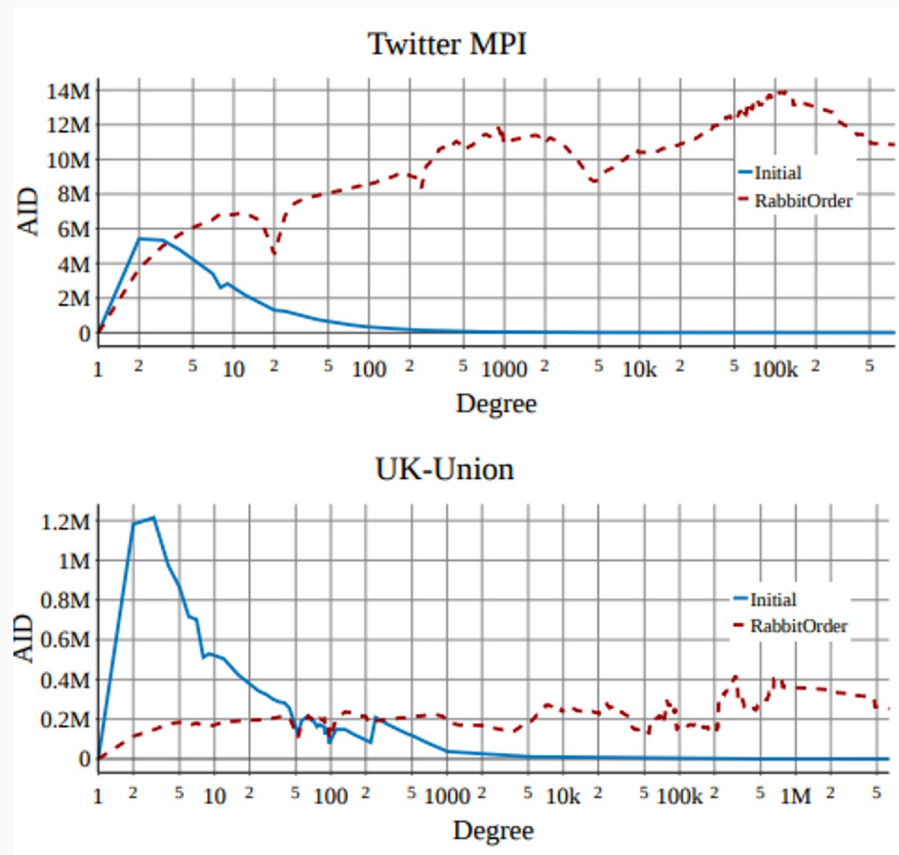 Twitter MPI
14M
12M
10M
8M
6M
4M
2M
0
AID
Initial
RabbitOrder
1 2 5 10 2 5 100 2 5 1000 2 5 10k 2 5 100k 2 5
Degree
UK-Union
1.2M
1M
0.8M
0.6M
0.4M
0.2M
0
AID
Initial
RabbitOrder
1 2 5 10 2 5 100 2 5 1000 2 5 10k 2 5 100k 2 5 1M 2 5
Degree